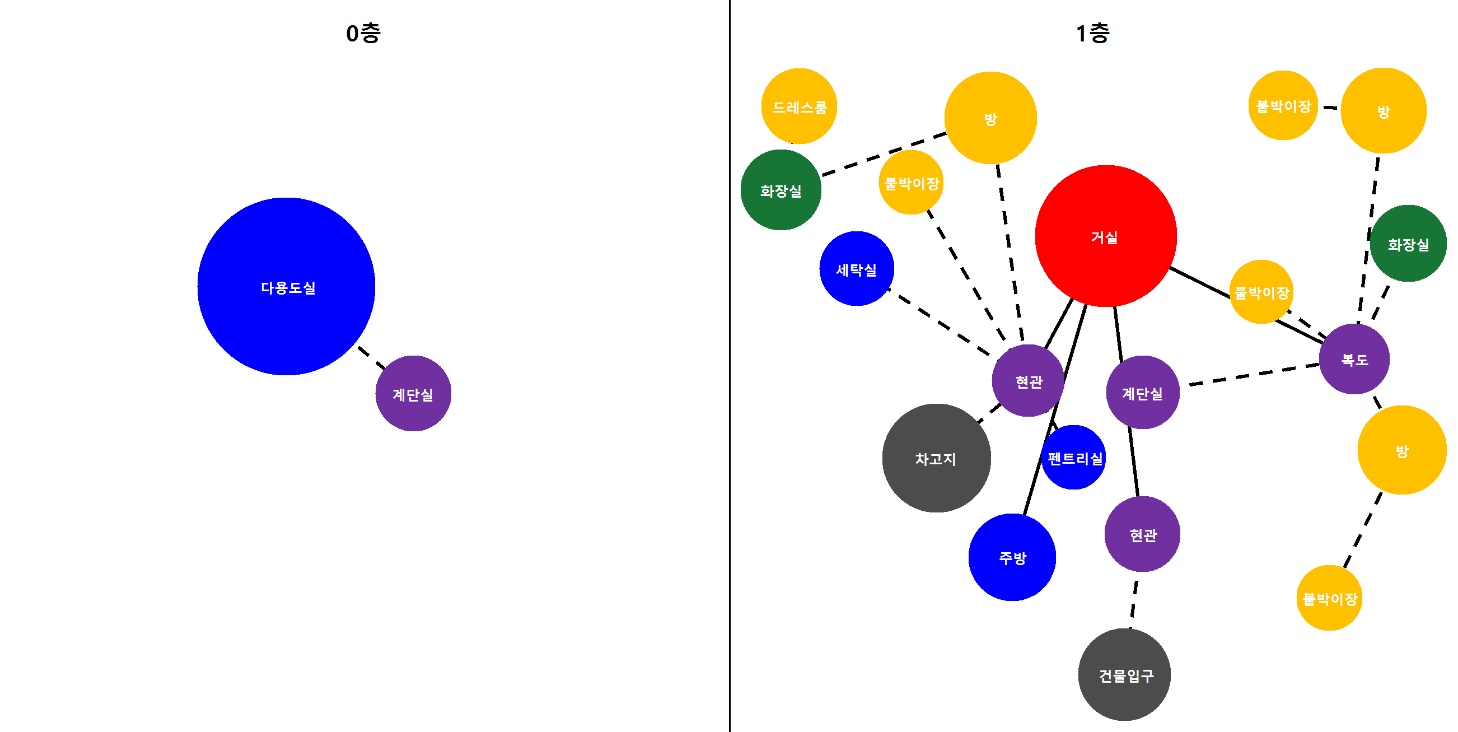 0층
다용도실
계단실
1층
드레스룸
방
붙박이장
방
화장실
붙박이장
거실
화장실
세탁실
붙박이장
현관
계단실
복도
차고지
펜트리실
방
주방
현관
붙박이장
건물입구